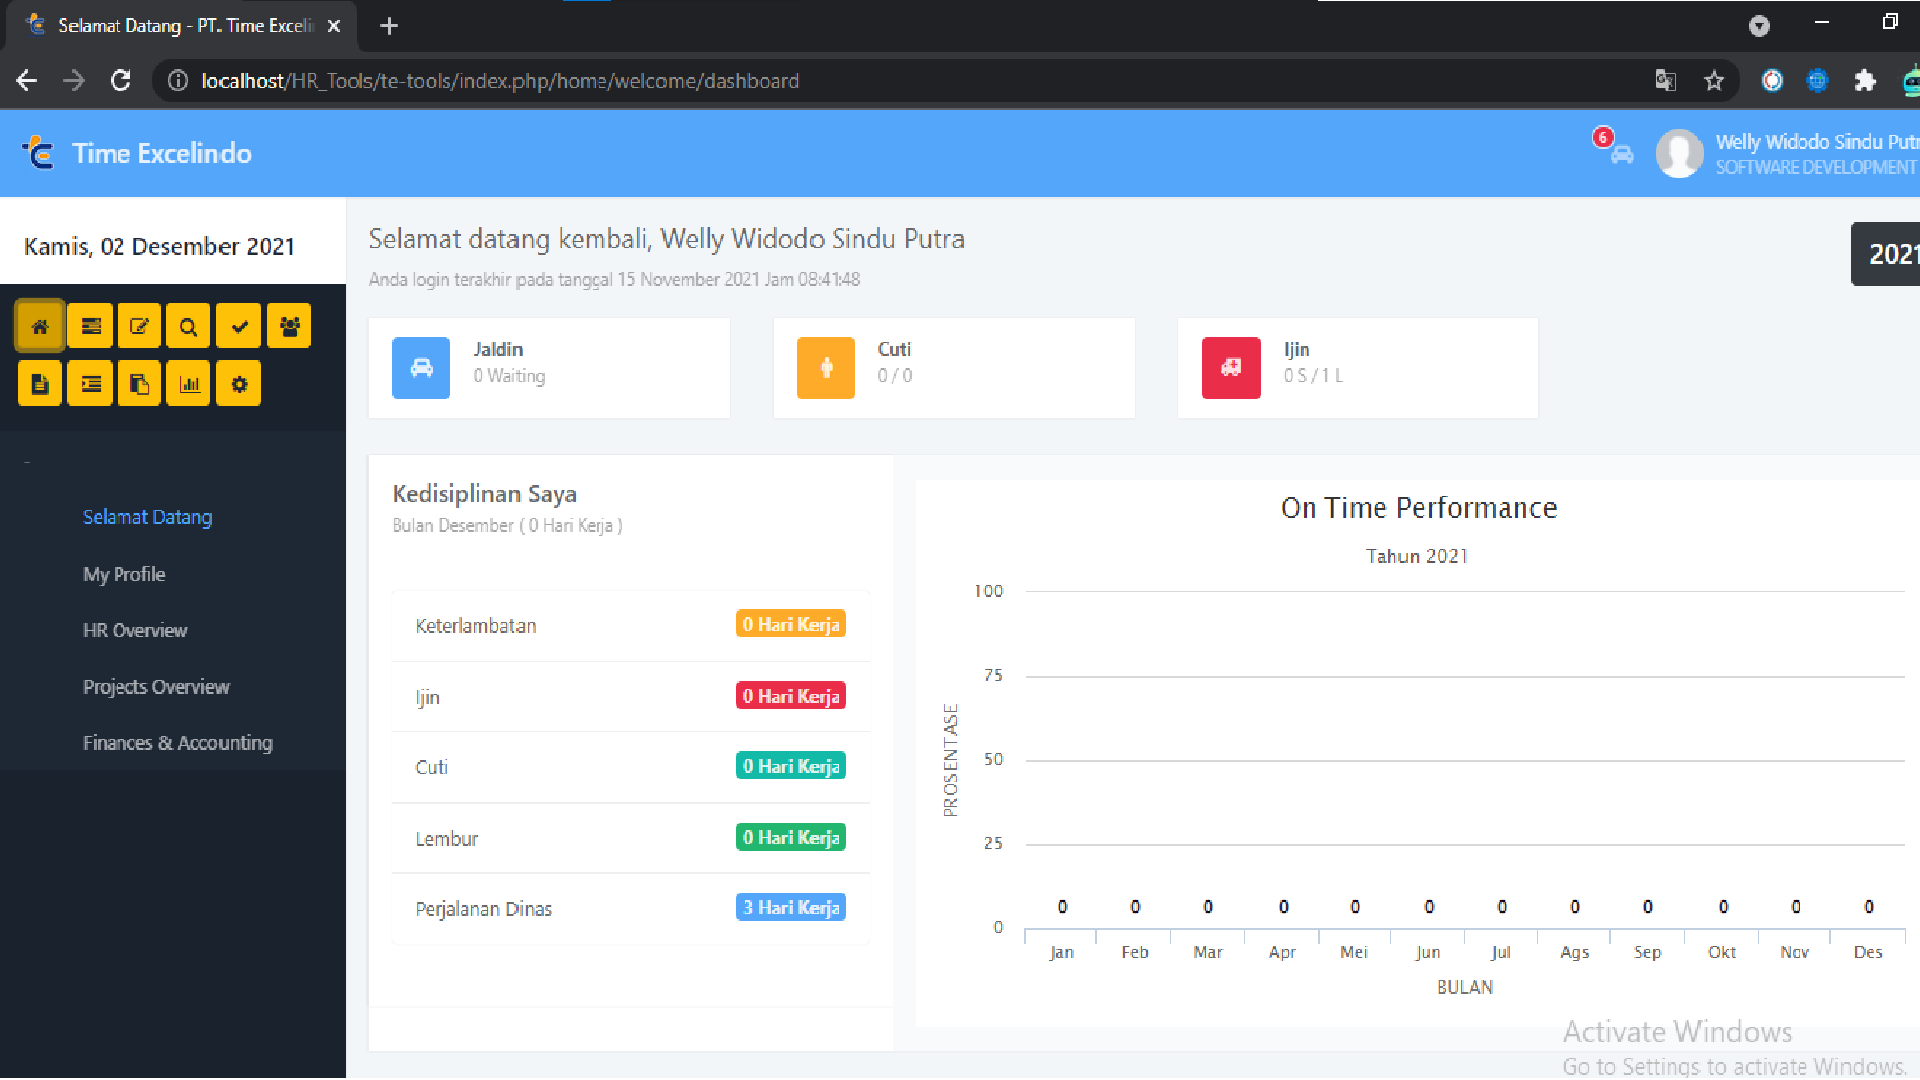 Selamat Datang - PT. Time Exceli
localhost/HR_Tools/te-tools/index.php/home/welcome/dashboard
Time Excelindo
6
Welly Widodo Sindu Putr
SOFTWARE DEVELOPMENT
Kamis, 02 Desember 2021
Selamat datang kembali, Welly Widodo Sindu Putra
Anda login terakhir pada tanggal 15 November 2021 Jam 08:41:48
2021
Jaldin
0 Waiting
Cuti
0 / 0
Ijin
0 S / 1 L
-
Selamat Datang
My Profile
HR Overview
Projects Overview
Finances & Accounting
Kedisiplinan Saya
Bulan Desember ( 0 Hari Kerja )
Keterlambatan 0 Hari Kerja
Ijin 0 Hari Kerja
Cuti 0 Hari Kerja
Lembur 0 Hari Kerja
Perjalanan Dinas 3 Hari Kerja
On Time Performance
Tahun 2021
PROSENTASE
100
75
50
25
0
0 0 0 0 0 0 0 0 0 0 0 0
Jan Feb Mar Apr Mei Jun Jul Ags Sep Okt Nov Des
BULAN
Activate Windows
Go to Settings to activate Windows.